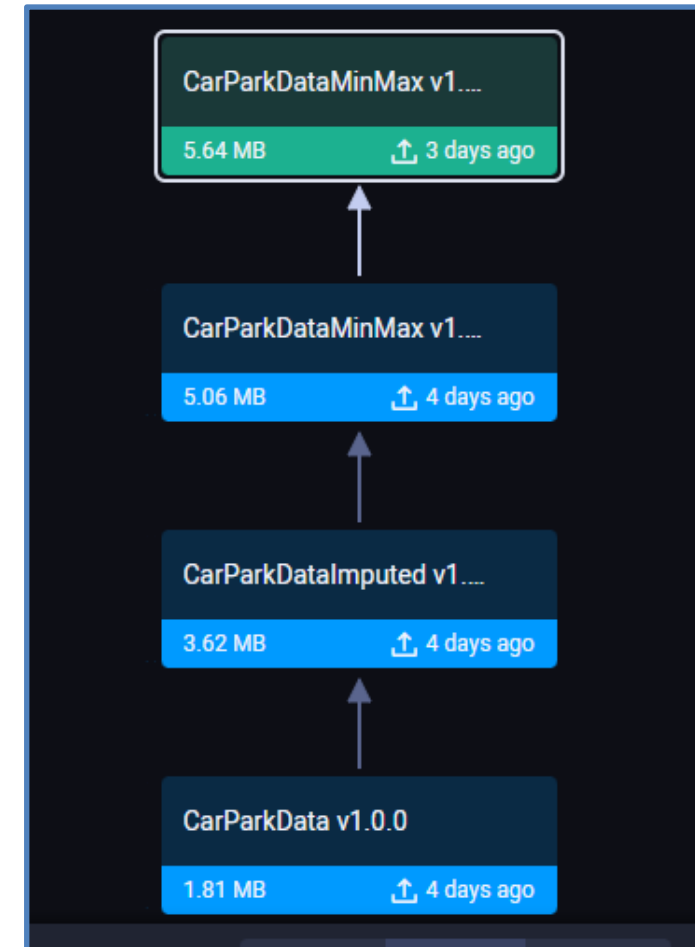 CarParkDataMinMax v1....
5.64 MB 3 days ago
CarParkDataMinMax v1....
5.06 MB 4 days ago
CarParkDataImputed v1....
3.62 MB 4 days ago
CarParkData v1.0.0
1.81 MB 4 days ago